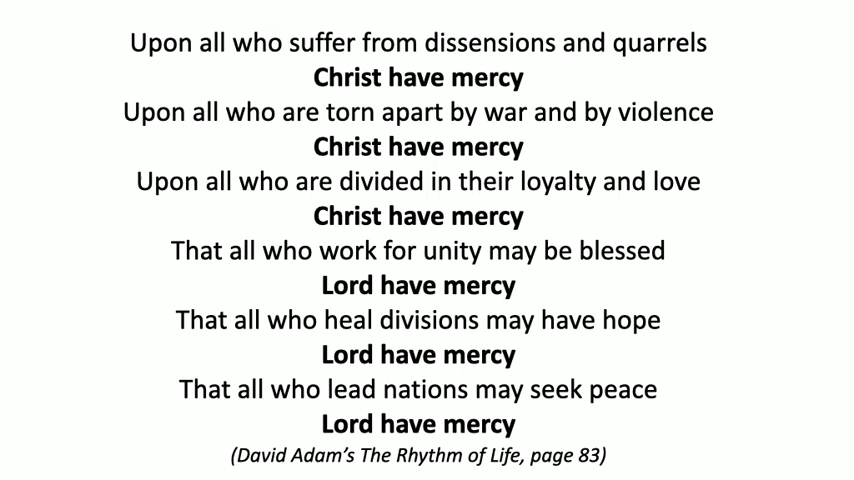 Upon all who suffer from dissensions and quarrels
Christ have mercy
Upon all who are torn apart by war and by violence
Christ have mercy
Upon all who are divided in their loyalty and love
Christ have mercy
That all who work for unity may be blessed
Lord have mercy
That all who heal divisions may have hope
Lord have mercy
That all who lead nations may seek peace
Lord have mercy
(David Adam’s The Rhythm of Life, page 83)